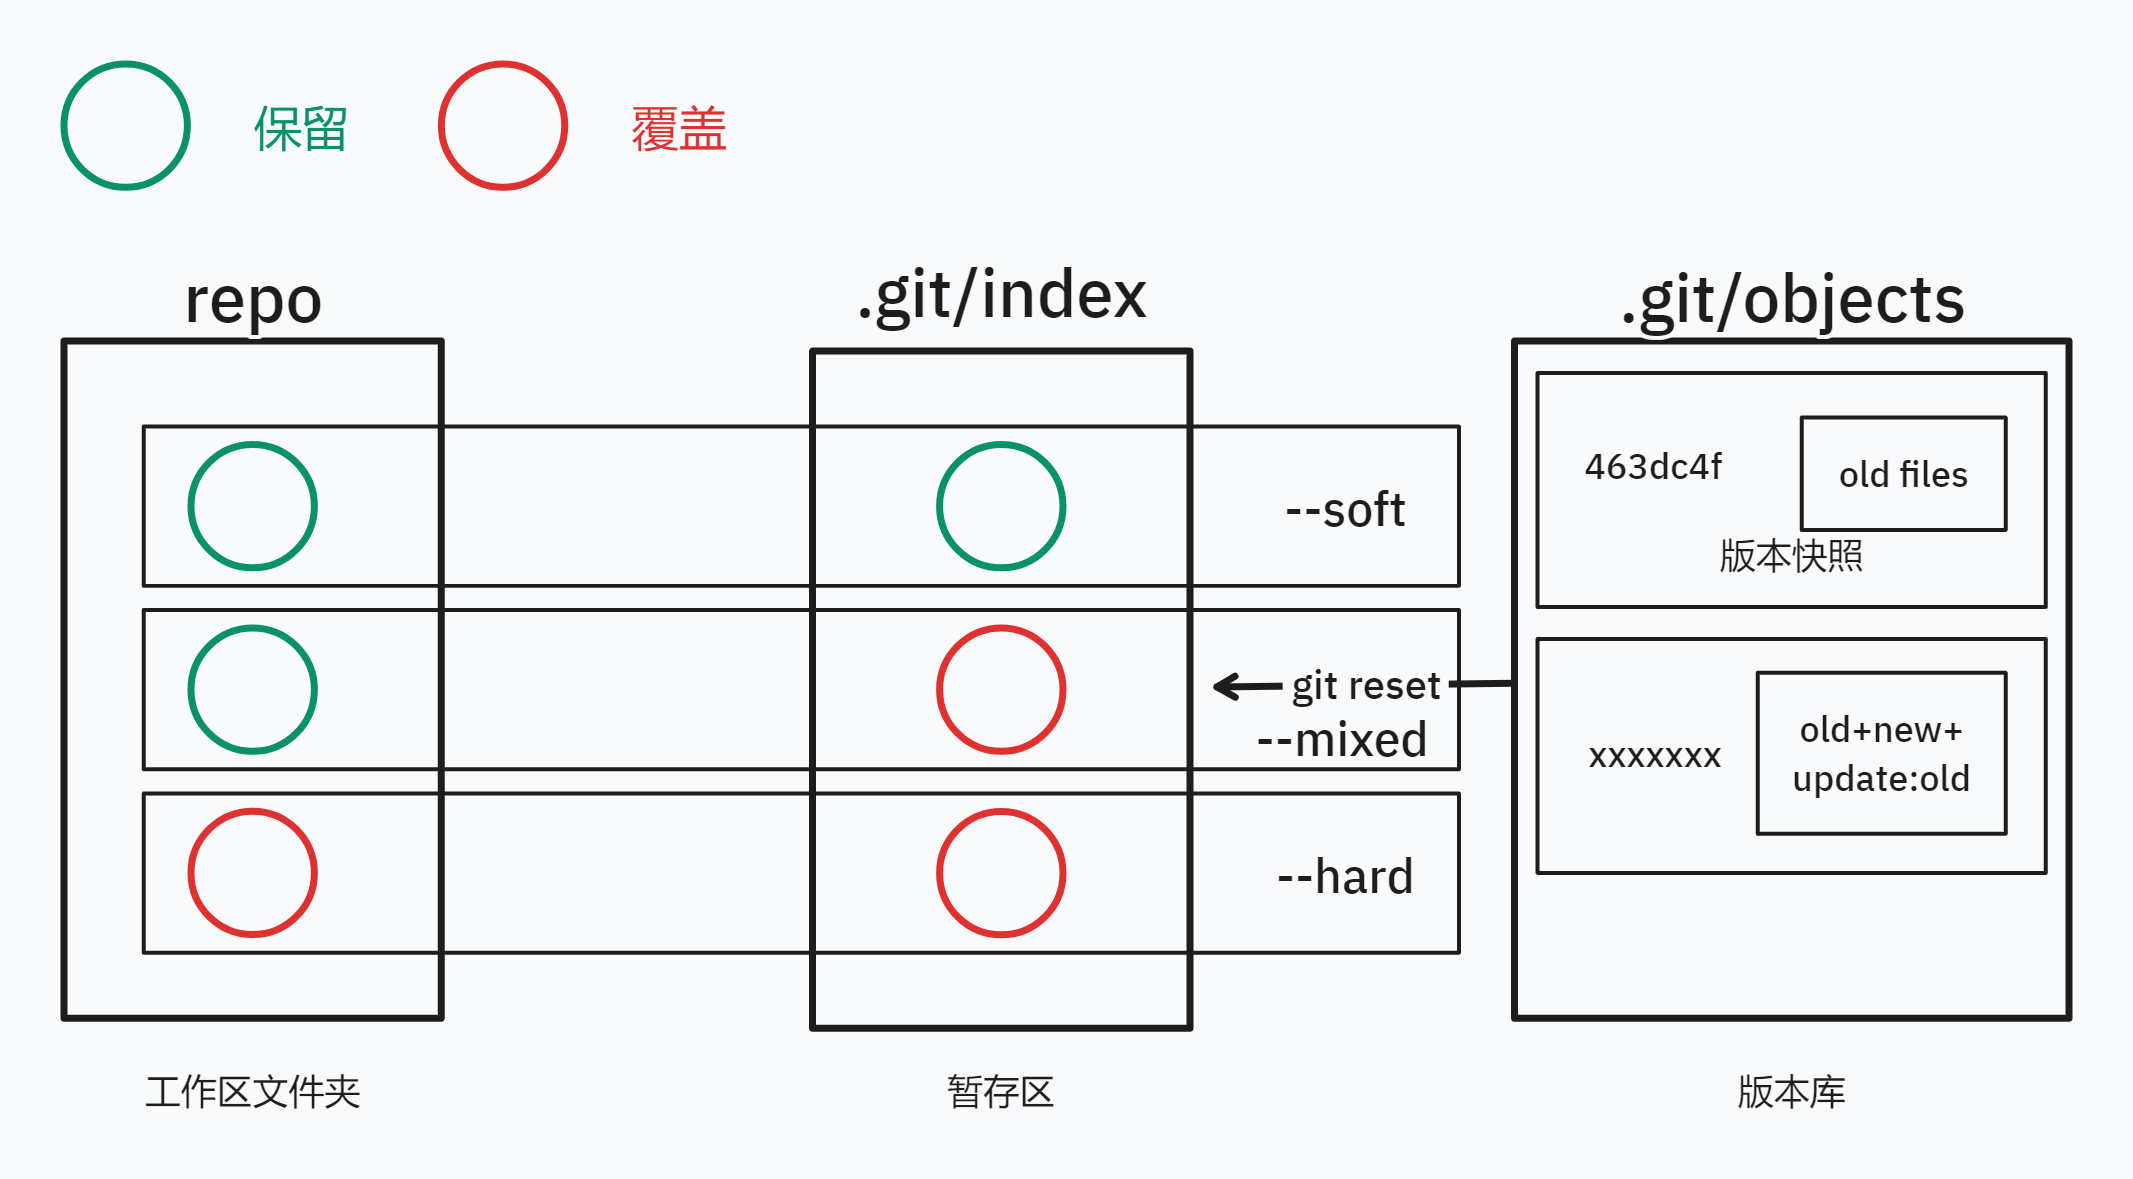 保留
覆盖
repo
.git/index
.git/objects
463dc4f
old files
版本快照
--soft
git reset
--mixed
xxxxxxx
old+new+
update:old
--hard
工作区文件夹
暂存区
版本库